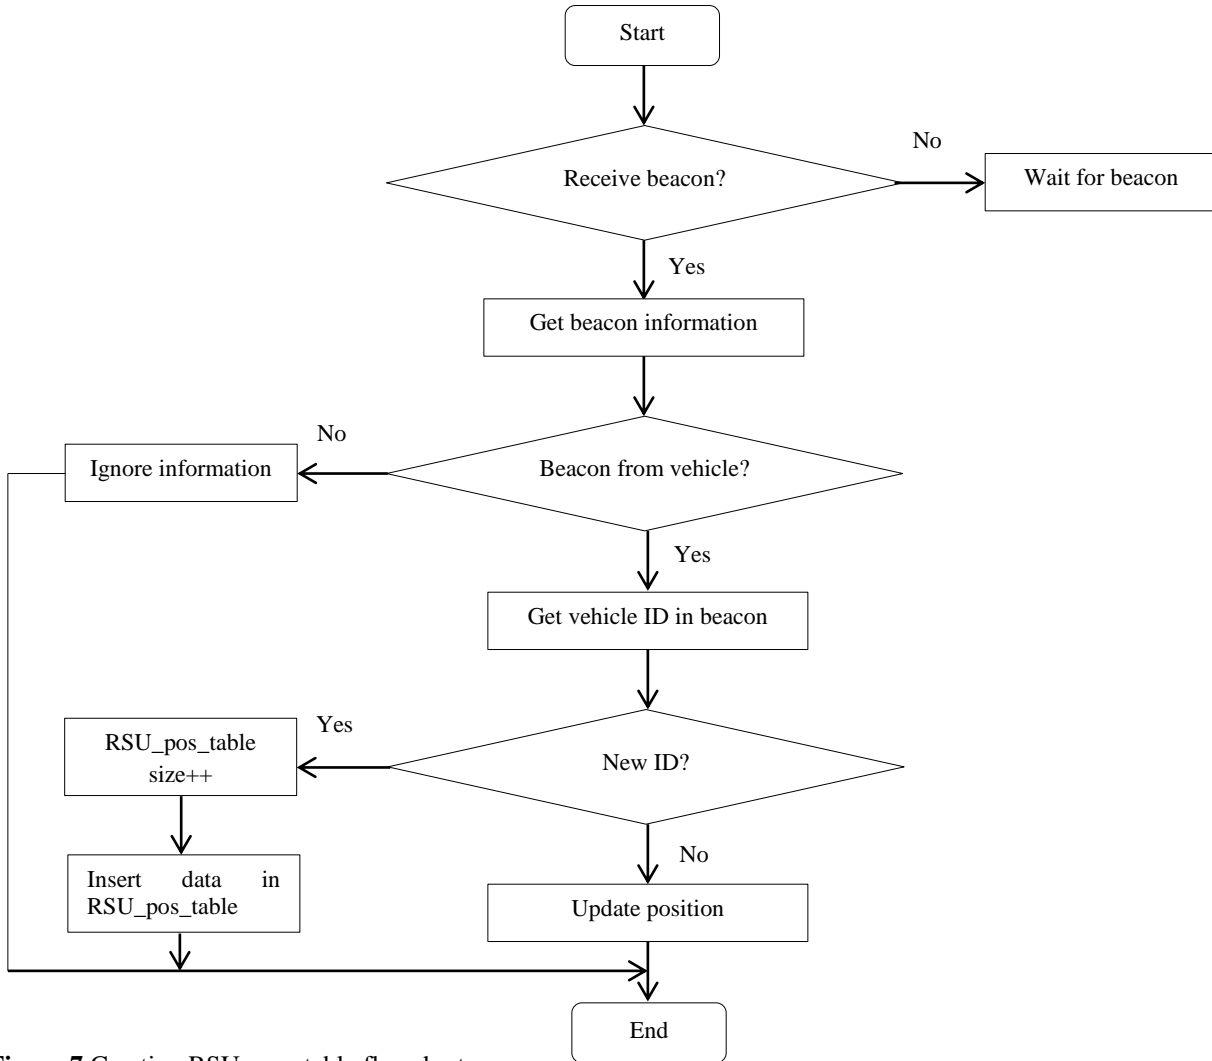 Start
Receive beacon?
No
Wait for beacon
Yes
Get beacon information
No
Ignore information
Beacon from vehicle?
Yes
Get vehicle ID in beacon
Yes
RSU_pos_table
size++
New ID?
No
Insert data in
RSU_pos_table
Update position
End